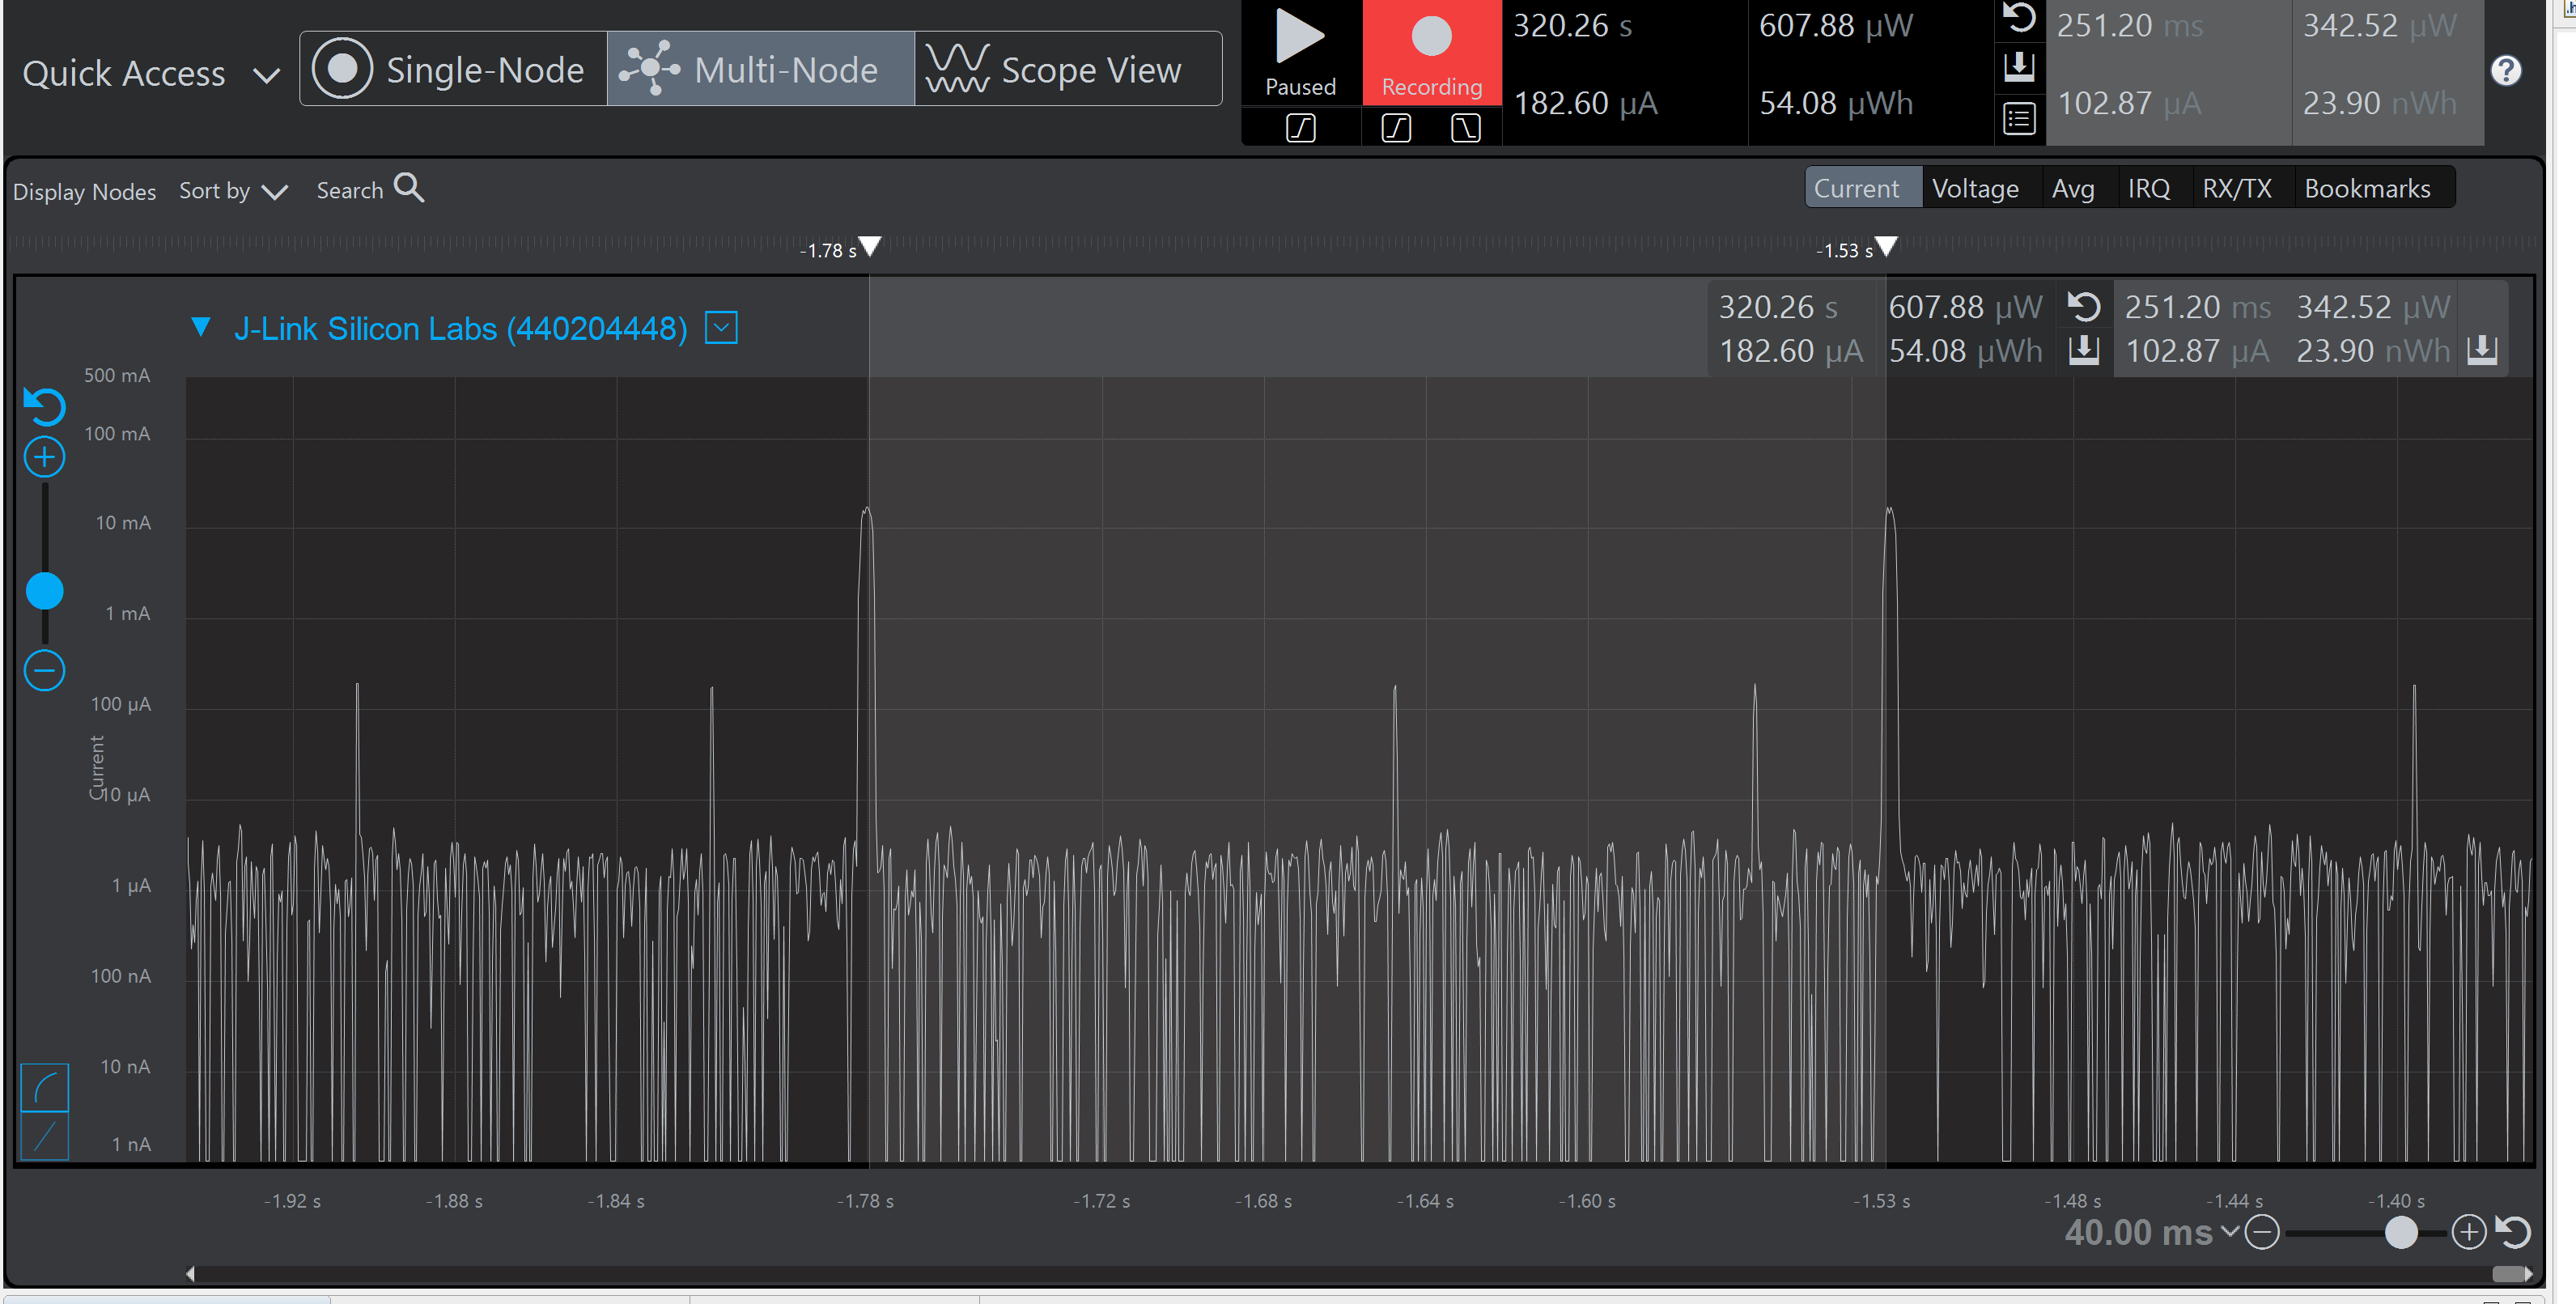 Quick Access
Single-Node
Multi-Node
Scope View
Paused
Recording
320.26 s
607.88 µW
182.60 µA
54.08 µWh
251.20 ms
342.52 µW
102.87 µA
23.90 nWh
?
Display Nodes
Sort by
Search
Current
Voltage
Avg
IRQ
RX/TX
Bookmarks
-1.78 s
-1.53 s
J-Link Silicon Labs (440204448)
320.26 s
607.88 µW
251.20 ms
342.52 µW
182.60 µA
54.08 µWh
102.87 µA
23.90 nWh
500 mA
100 mA
10 mA
1 mA
100 µA
Current
10 µA
1 µA
100 nA
10 nA
1 nA
-1.92 s
-1.88 s
-1.84 s
-1.78 s
-1.72 s
-1.68 s
-1.64 s
-1.60 s
-1.53 s
-1.48 s
-1.44 s
-1.40 s
40.00 ms